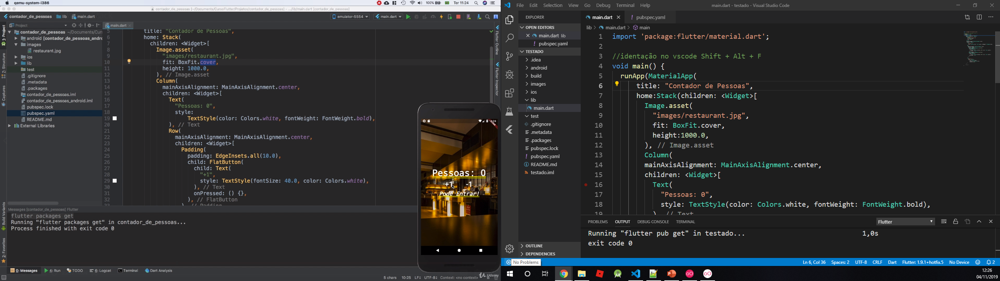 qemu-system-i386
100%
Ter 11:24
contador_de_pessoas [~/Documents/CursoFlutter/Projetos/contador_de_pessoas] - .../lib/main.dart [contador_de_pessoas]
contador_de_pessoas
lib
main.dart
emulator-5554
main.dart
Project
main.dart
1: Project
Z: Structure
Captures
Build Variants
2: Favorites
contador_de_pessoas ~/Documents/Cur
android [contador_de_pessoas_andro
images
restaurant.jpg
ios
lib
test
.gitignore
.metadata
.packages
contador_de_pessoas.iml
contador_de_pessoas_android.iml
pubspec.lock
pubspec.yaml
README.md
External Libraries
5 title: "Contador de Pessoas",
6 home: Stack(
7 children: <Widget>[
8 Image.asset(
9 "images/restaurant.jpg",
10 fit: BoxFit.cover,
11 height: 1000.0,
12 ), // Image.asset
13 Column(
14 mainAxisAlignment: MainAxisAlignment.center,
15 children: <Widget>[
16 Text(
17 "Pessoas: 0",
18 style:
19 TextStyle(color: Colors.white, fontWeight: FontWeight.bold),
20 ), // Text
21 Row(
22 mainAxisAlignment: MainAxisAlignment.center,
23 children: <Widget>[
24 Padding(
25 padding: EdgeInsets.all(10.0),
26 child: FlatButton(
27 child: Text(
28 "+1",
29 style: TextStyle(fontSize: 40.0, color: Colors.white),
30 ), // Text
31 onPressed: () {},
32 ), // FlatButton
), // Padding
Flutter Outline
Flutter Inspector
11:24
Pessoas: 0
+1 -1
Pode Entrar!
Messages [contador_de_pessoas] Flutter
flutter packages get
Running "flutter packages get" in contador_de_pessoas...
Process finished with exit code 0
0: Messages
4: Run
TODO
6: Logcat
Terminal
Dart Analysis
5 chars 10:25 LF UTF-8 Context: <no context>
Udemy
File Edit Selection View Go Debug Terminal Help
main.dart - testado - Visual Studio Code
EXPLORER
OPEN EDITORS
main.dart lib
pubspec.yaml
TESTADO
.idea
android
build
images
ios
lib
main.dart
test
.gitignore
.metadata
.packages
pubspec.lock
pubspec.yaml
README.md
testado.iml
OUTLINE
DEPENDENCIES
main.dart
pubspec.yaml
lib > main.dart > main
1 import 'package:flutter/material.dart';
2
3 //identação no vscode Shift + Alt + F
4 void main() {
5 runApp(MaterialApp(
6 title: "Contador de Pessoas",
7 home:Stack(children: <Widget>[
8 Image.asset(
9 "images/restaurant.jpg",
10 fit: BoxFit.cover,
11 height:1000.0,
12 ), // Image.asset
13 Column(
14 mainAxisAlignment: MainAxisAlignment.center,
15 children: <Widget>[
16 Text(
17 "Pessoas: 0",
18 style: TextStyle(color: Colors.white, fontWeight: FontWeight.bold),
19 ), // Text
PROBLEMS OUTPUT DEBUG CONSOLE TERMINAL
Flutter
Running "flutter pub get" in testado... 1,0s
exit code 0
No Problems
Ln 6, Col 36 Spaces: 2 UTF-8 CRLF Dart Flutter: 1.9.1+hotfix.5 No Device 2
12:26
04/11/2019